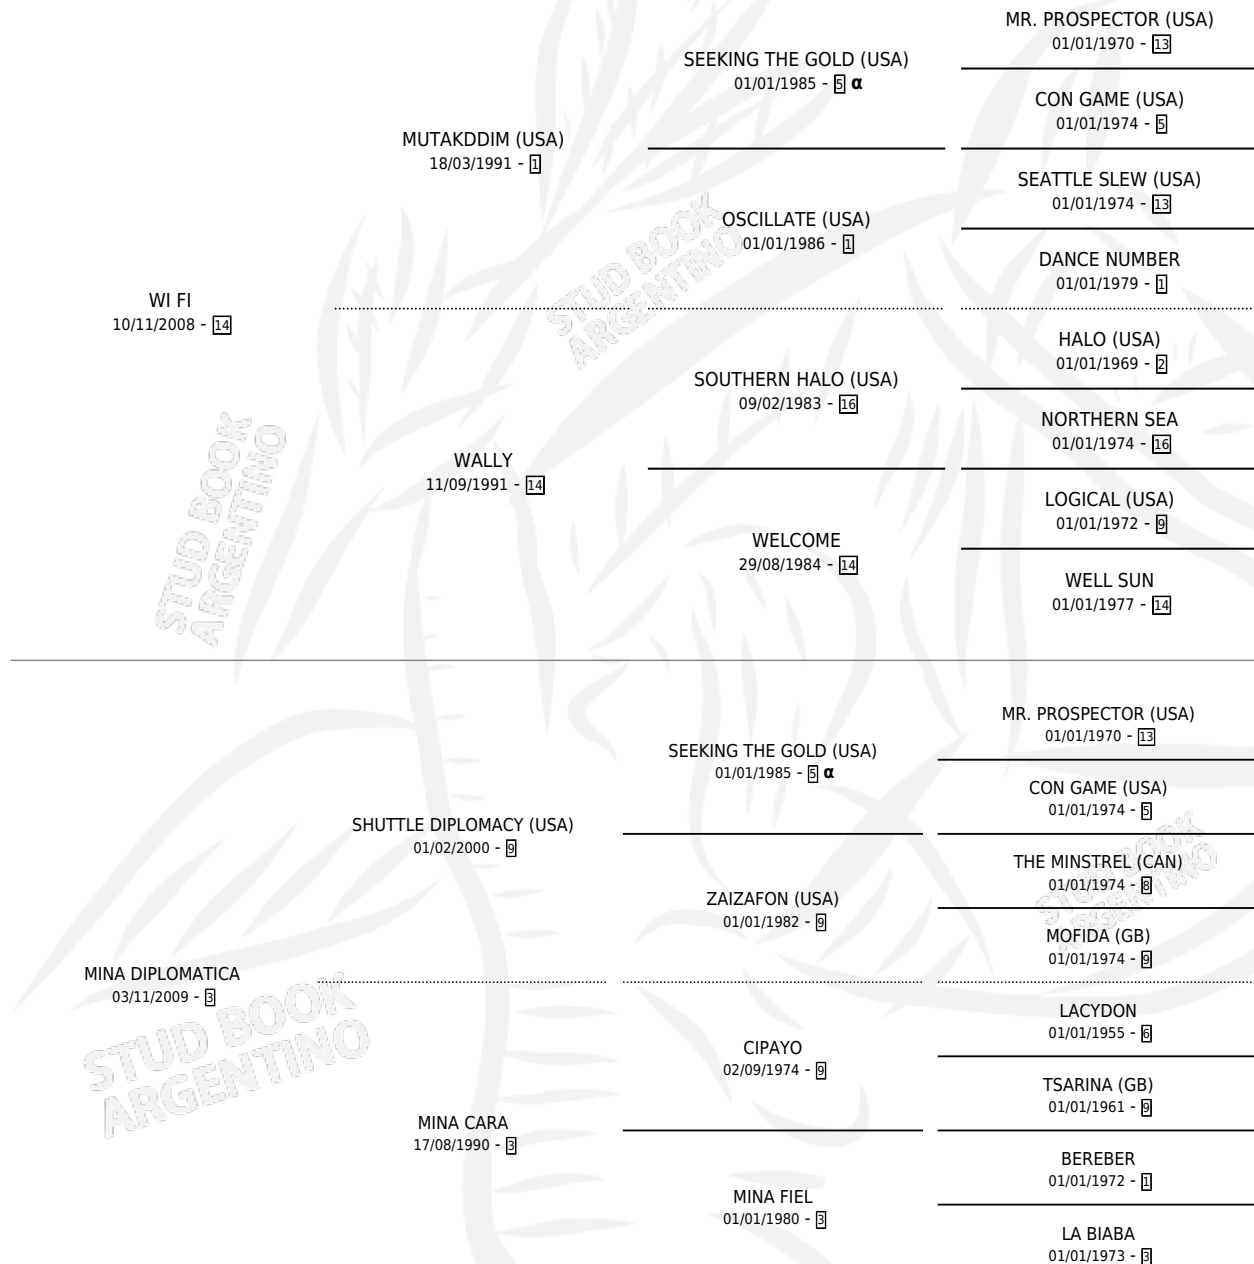 MR. PROSPECTOR (USA)
01/01/1970 - 13
SEEKING THE GOLD (USA)
01/01/1985 - 5 α
CON GAME (USA)
01/01/1974 - 5
MUTAKDDIM (USA)
18/03/1991 - 1
SEATTLE SLEW (USA)
01/01/1974 - 13
OSCILLATE (USA)
01/01/1986 - 1
DANCE NUMBER
01/01/1979 - 1
WI FI
10/11/2008 - 14
HALO (USA)
01/01/1969 - 2
SOUTHERN HALO (USA)
09/02/1983 - 16
NORTHERN SEA
01/01/1974 - 16
WALLY
11/09/1991 - 14
LOGICAL (USA)
01/01/1972 - 9
WELCOME
29/08/1984 - 14
WELL SUN
01/01/1977 - 14
MR. PROSPECTOR (USA)
01/01/1970 - 13
SEEKING THE GOLD (USA)
01/01/1985 - 5 α
CON GAME (USA)
01/01/1974 - 5
SHUTTLE DIPLOMACY (USA)
01/02/2000 - 9
THE MINSTREL (CAN)
01/01/1974 - 8
ZAIZAFON (USA)
01/01/1982 - 9
MOFIDA (GB)
01/01/1974 - 9
MINA DIPLOMATICA
03/11/2009 - 3
LACYDON
01/01/1955 - 6
CIPAYO
02/09/1974 - 9
TSARINA (GB)
01/01/1961 - 9
MINA CARA
17/08/1990 - 3
BEREBER
01/01/1972 - 1
MINA FIEL
01/01/1980 - 3
LA BIABA
01/01/1973 - 3
STUD BOOK
ARGENTINO
STUD BOOK
ARGENTINO
STUD BOOK
ARGENTINO
STUD BOOK
ARGENTINO